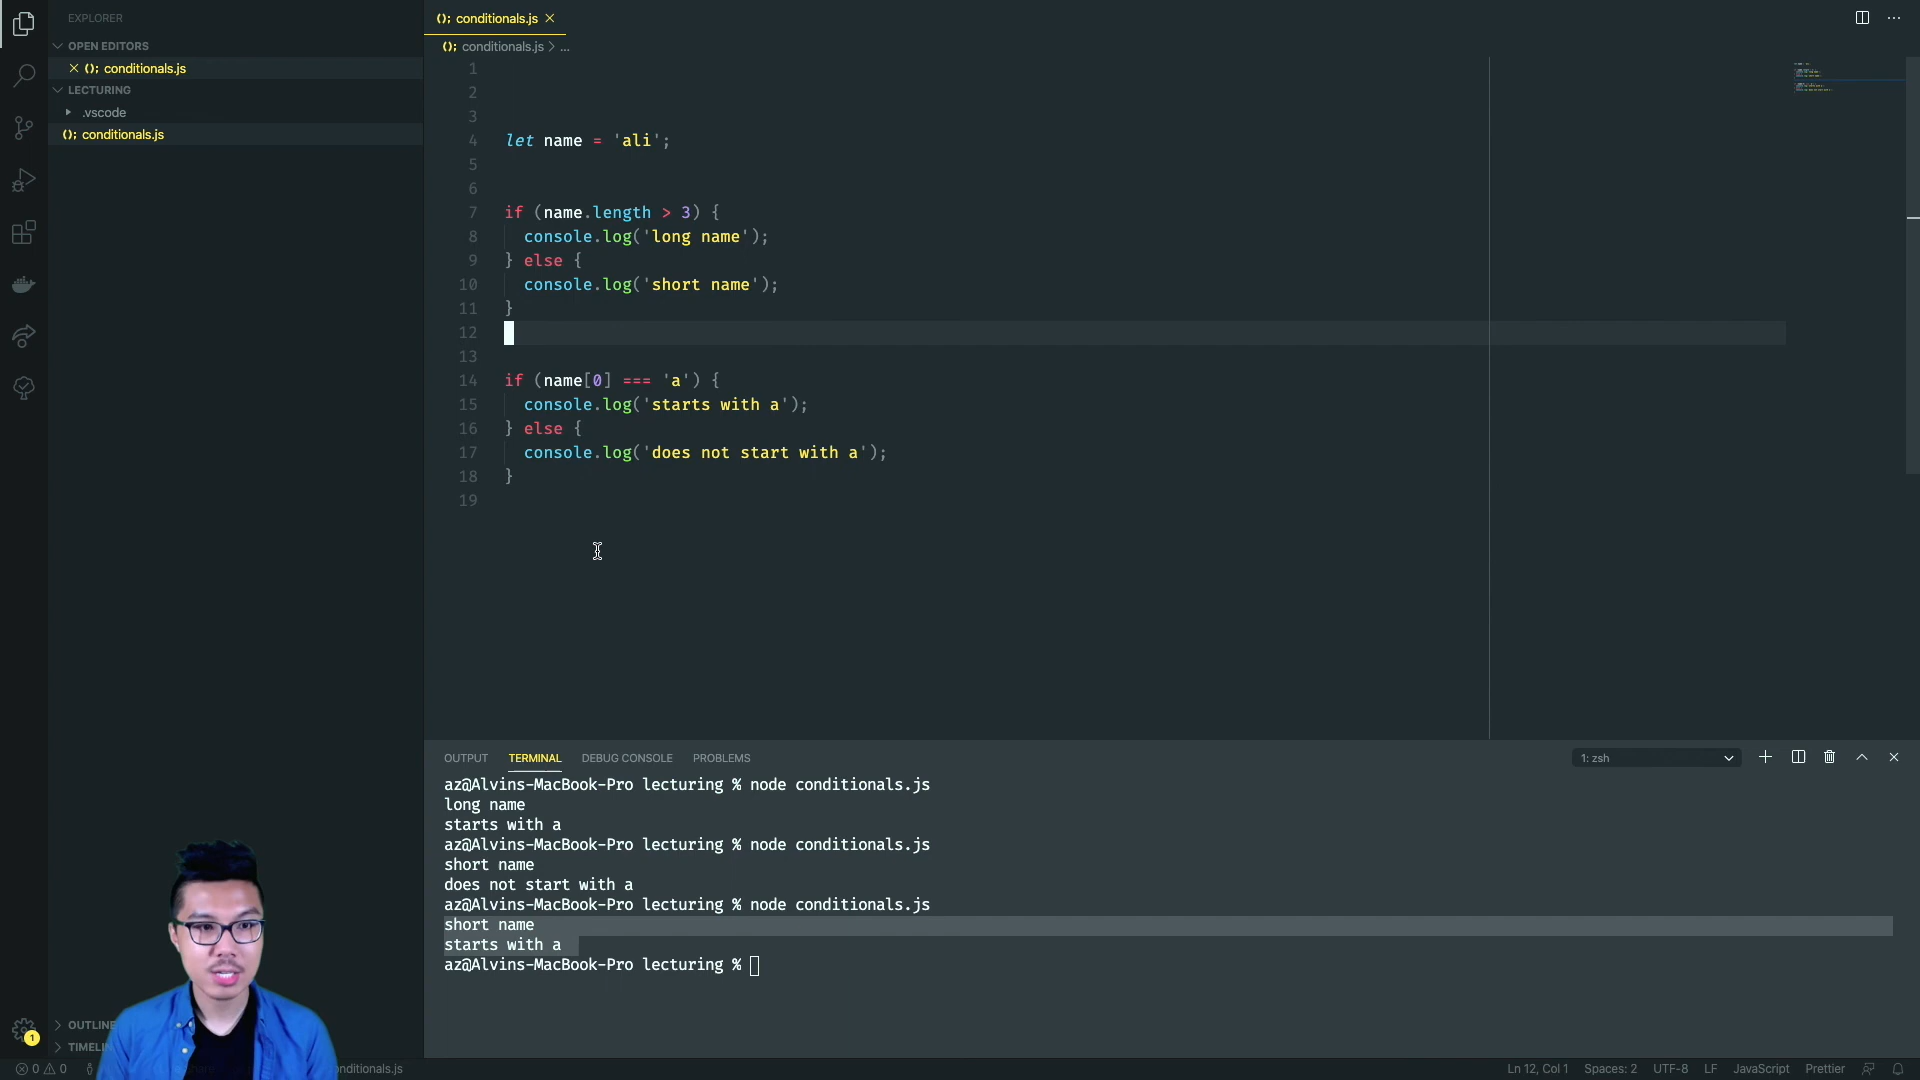 EXPLORER
OPEN EDITORS
conditionals.js
LECTURING
.vscode
conditionals.js
OUTLINE
TIMELIN
1
conditionals.js
conditionals.js > ...
1
2
3
4 let name = 'ali';
5
6
7 if (name.length > 3) {
8 console.log('long name');
9 } else {
10 console.log('short name');
11 }
12
13
14 if (name[0] === 'a') {
15 console.log('starts with a');
16 } else {
17 console.log('does not start with a');
18 }
19
OUTPUT TERMINAL DEBUG CONSOLE PROBLEMS 1: zsh
az@Alvins-MacBook-Pro lecturing % node conditionals.js
long name
starts with a
az@Alvins-MacBook-Pro lecturing % node conditionals.js
short name
does not start with a
az@Alvins-MacBook-Pro lecturing % node conditionals.js
short name
starts with a
az@Alvins-MacBook-Pro lecturing %
0 0 nditionals.js Ln 12, Col 1 Spaces: 2 UTF-8 LF JavaScript Prettier